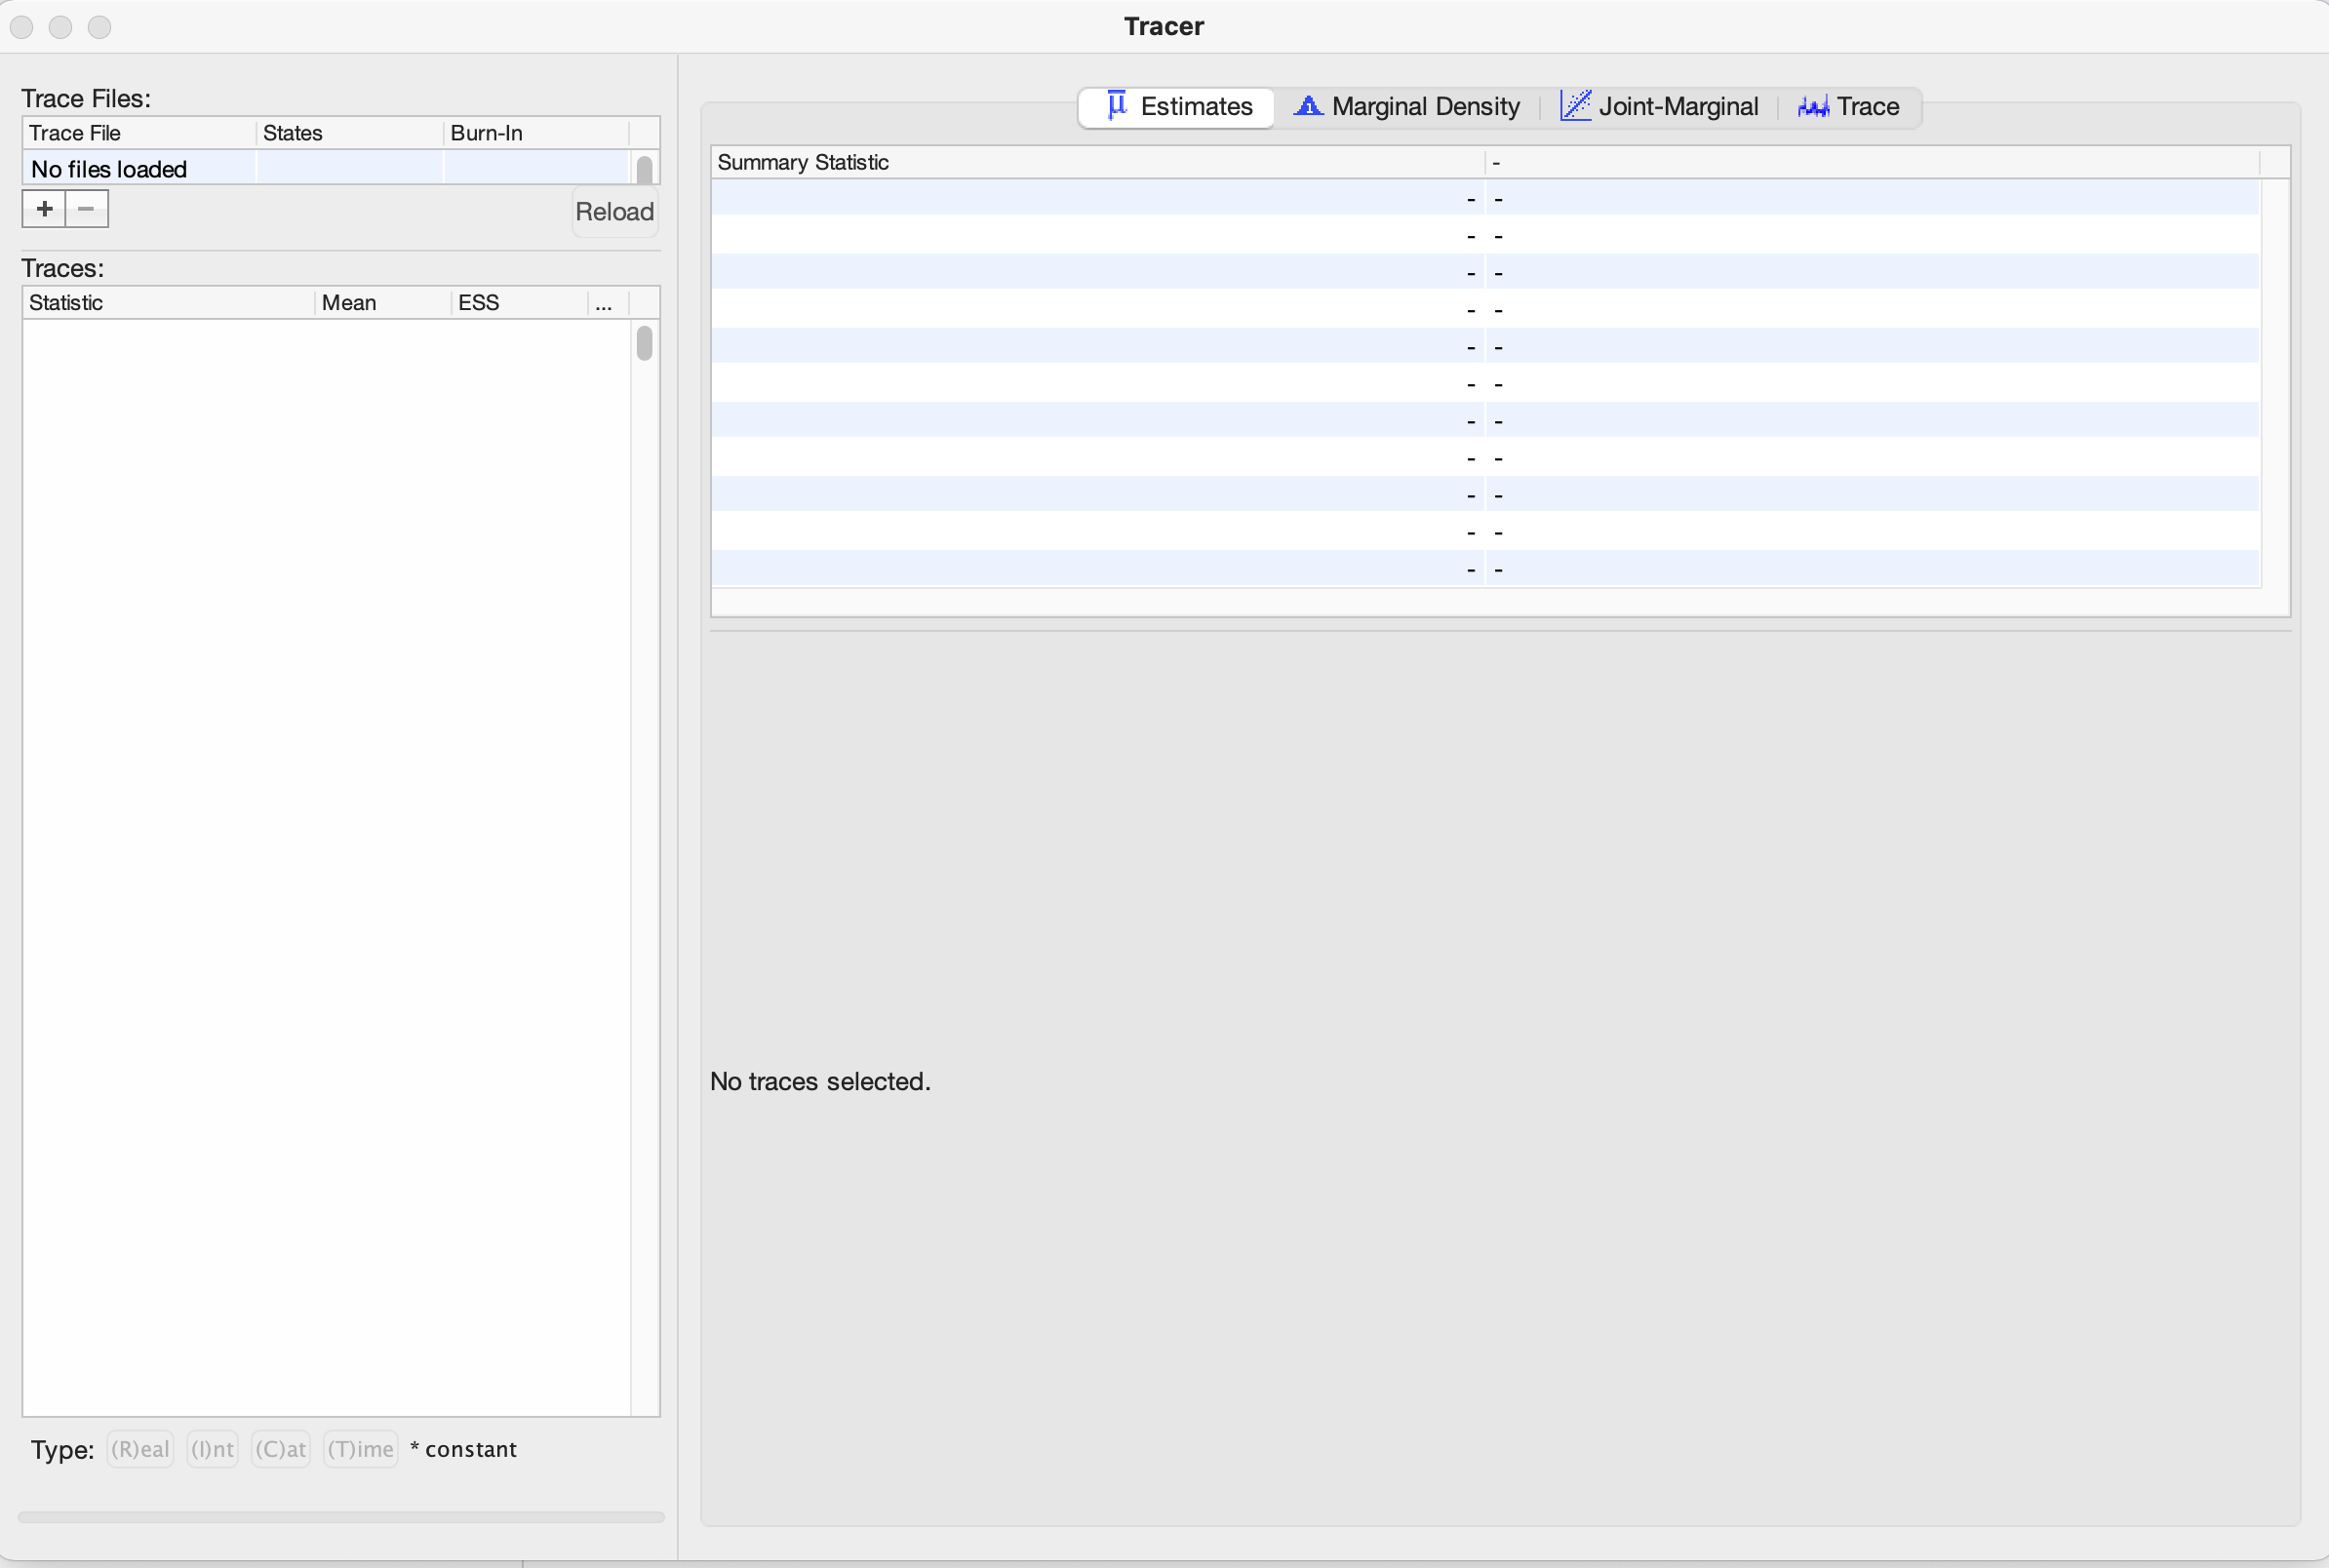 Tracer
Trace Files:
Trace File States Burn-In
No files loaded
+ − Reload
Traces:
Statistic Mean ESS ...
Type: (R)eal (I)nt (C)at (T)ime * constant
μ Estimates Marginal Density Joint-Marginal Trace
Summary Statistic -
- -
- -
- -
- -
- -
- -
- -
- -
- -
- -
- -
No traces selected.